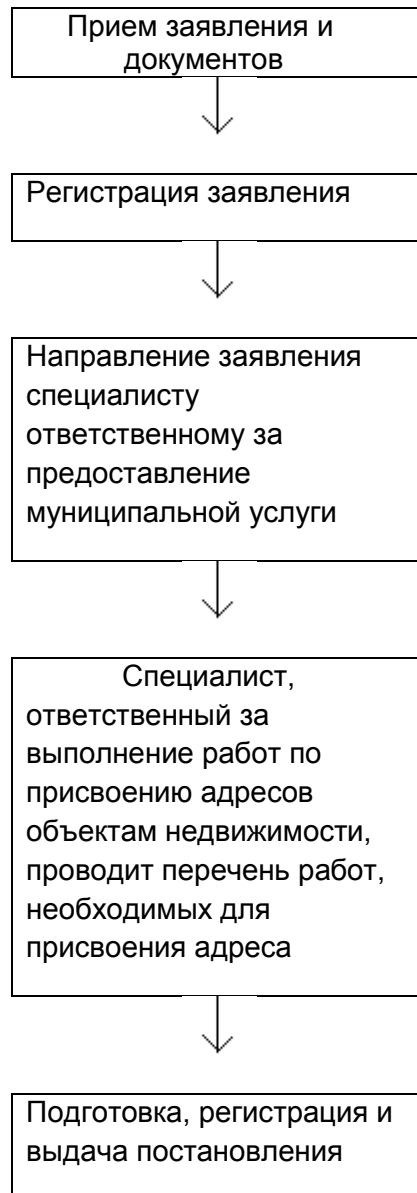 Прием заявления и
документов
Регистрация заявления
Направление заявления
специалисту
ответственному за
предоставление
муниципальной услуги
Специалист,
ответственный за
выполнение работ по
присвоению адресов
объектам недвижимости,
проводит перечень работ,
необходимых для
присвоения адреса
Подготовка, регистрация и
выдача постановления